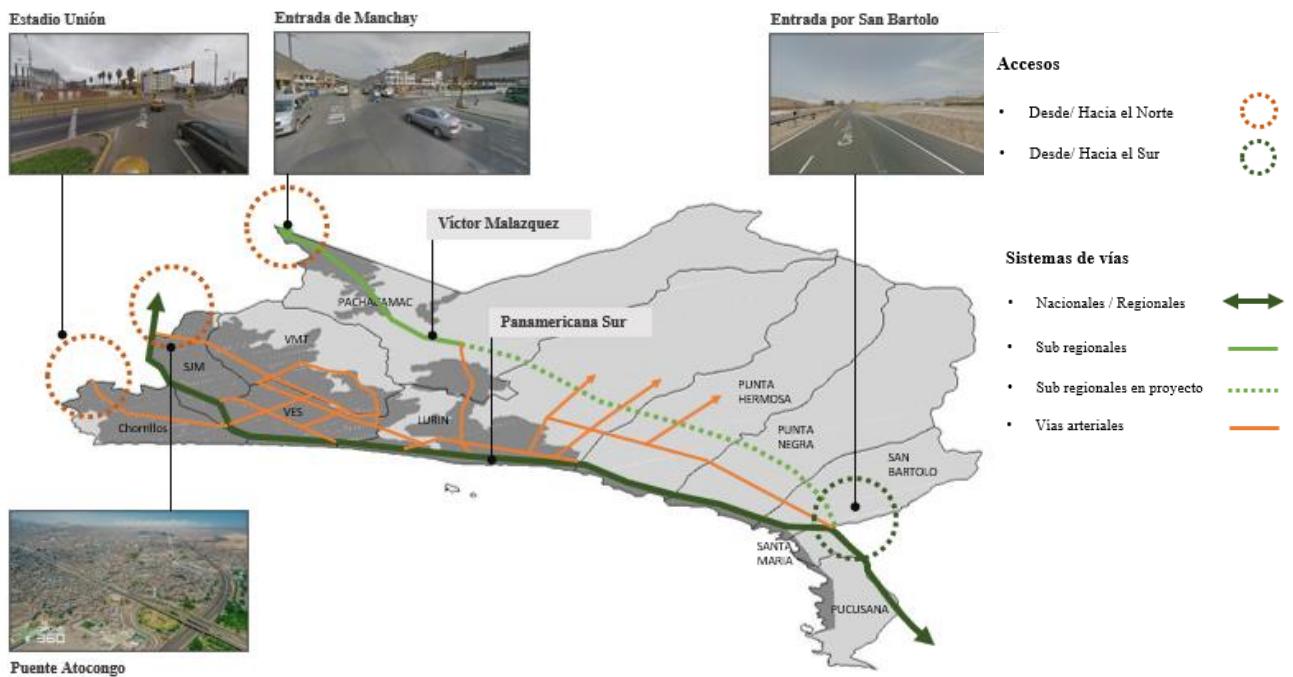 Estadio Unión
Entrada de Manchay
Entrada por San Bartolo
Accesos
• Desde/ Hacia el Norte
• Desde/ Hacia el Sur
Víctor Malazquez
Sistemas de vías
• Nacionales / Regionales
• Sub regionales
• Sub regionales en proyecto
• Vías arteriales
PACHACAMAC
Panamericana Sur
VMT
SJM
PUNTA
HERMOSA
VES
LURIN
Chorrillos
PUNTA
NEGRA
SAN
BARTOLO
SANTA
MARIA
PUCUSANA
360
Puente Atocongo